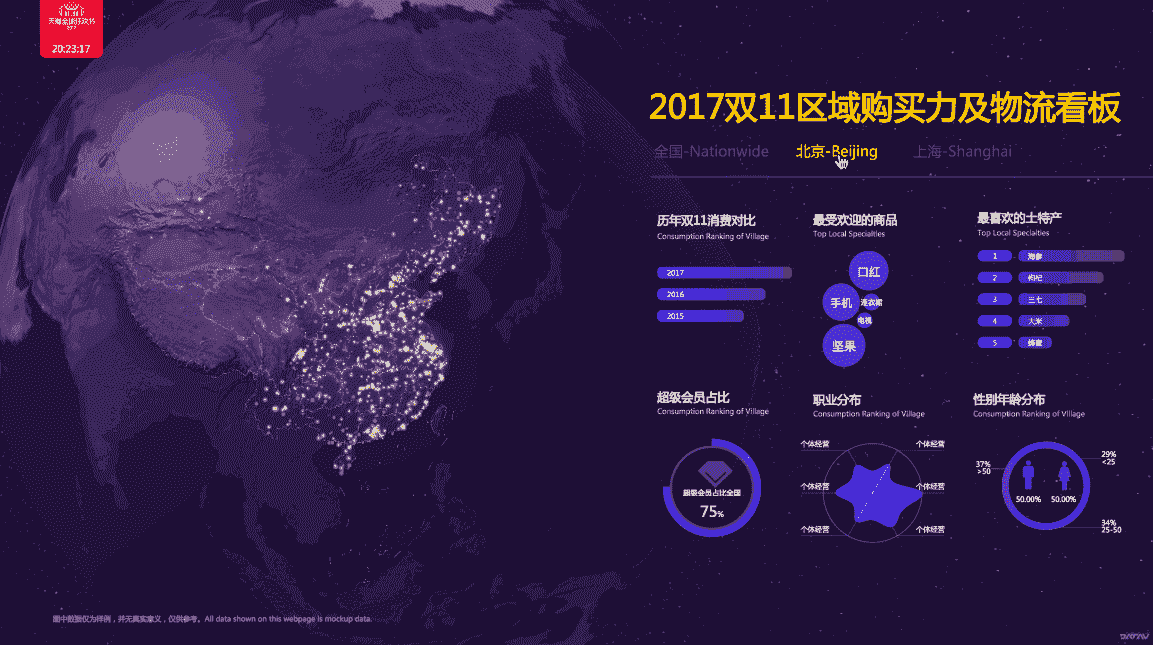 天猫全球狂欢节
20:23:17
2017双11区域购买力及物流看板
全国-Nationwide
北京-Beijing
上海-Shanghai
历年双11消费对比
Consumption Ranking of Village
2017
2016
2015
最受欢迎的商品
Top Local Specialties
口红
手机
连衣裙
电视
坚果
最喜欢的土特产
Top Local Specialties
1 海参
2 枸杞
3 三七
4 大米
5 蜂蜜
超级会员占比
Consumption Ranking of Village
超级会员占比全国
75%
职业分布
Consumption Ranking of Village
个体经营
个体经营
个体经营
个体经营
个体经营
个体经营
性别年龄分布
Consumption Ranking of Village
37%
>50
29%
<25
50.00% 50.00%
34%
25-50
图中数据仅为样例，并无真实意义，仅供参考。All data shown on this webpage is mockup data.